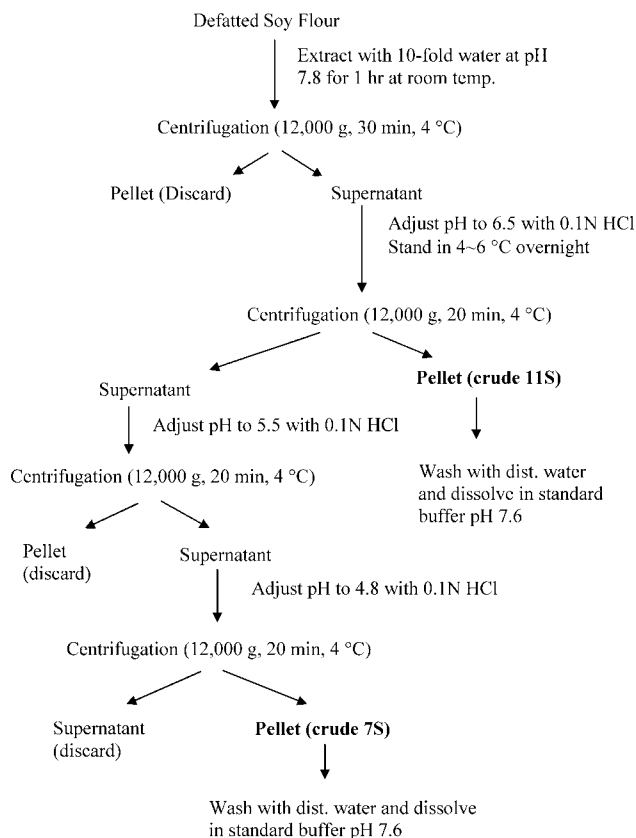 Defatted Soy Flour
Extract with 10-fold water at pH
7.8 for 1 hr at room temp.
Centrifugation (12,000 g, 30 min, 4 °C)
Pellet (Discard)
Supernatant
Adjust pH to 6.5 with 0.1N HCl
Stand in 4~6 °C overnight
Centrifugation (12,000 g, 20 min, 4 °C)
Supernatant
Pellet (crude 11S)
Adjust pH to 5.5 with 0.1N HCl
Wash with dist. water
and dissolve in standard
buffer pH 7.6
Centrifugation (12,000 g, 20 min, 4 °C)
Pellet
(discard)
Supernatant
Adjust pH to 4.8 with 0.1N HCl
Centrifugation (12,000 g, 20 min, 4 °C)
Supernatant
(discard)
Pellet (crude 7S)
Wash with dist. water and dissolve
in standard buffer pH 7.6